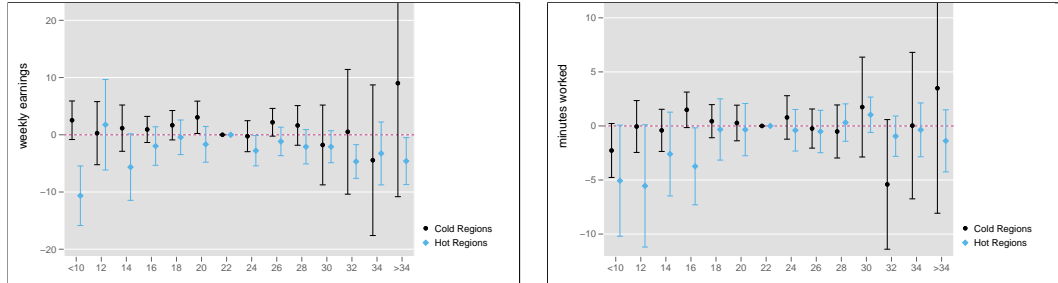 weekly earnings
20
10
0
−10
−20
<10 12 14 16 18 20 22 24 26 28 30 32 34 >34
Cold Regions
Hot Regions
minutes worked
10
5
0
−5
−10
<10 12 14 16 18 20 22 24 26 28 30 32 34 >34
Cold Regions
Hot Regions